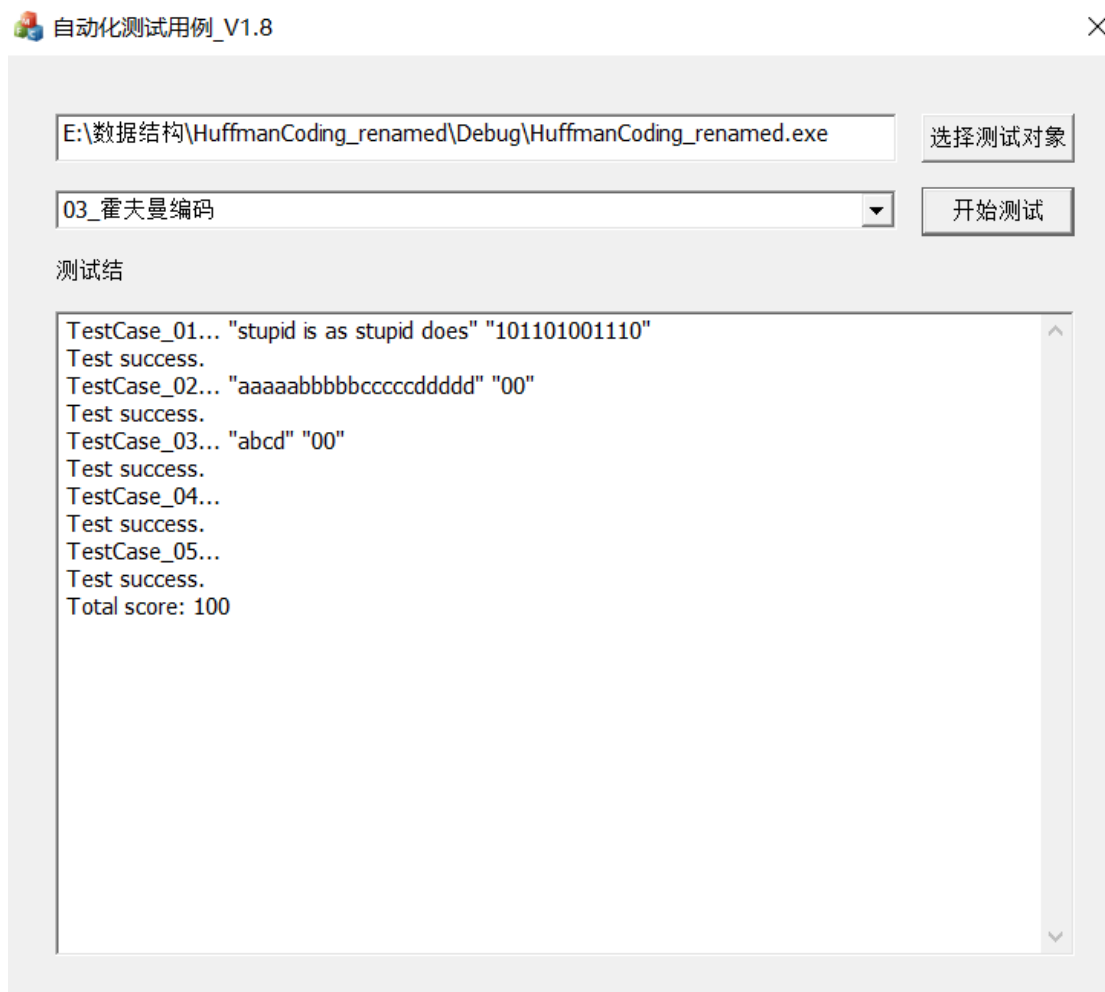 自动化测试用例_V1.8
E:\数据结构\HuffmanCoding_renamed\Debug\HuffmanCoding_renamed.exe
选择测试对象
03_霍夫曼编码
开始测试
测试结
TestCase_01... "stupid is as stupid does" "101101001110"
Test success.
TestCase_02... "aaaaabbbbbcccccddddd" "00"
Test success.
TestCase_03... "abcd" "00"
Test success.
TestCase_04...
Test success.
TestCase_05...
Test success.
Total score: 100